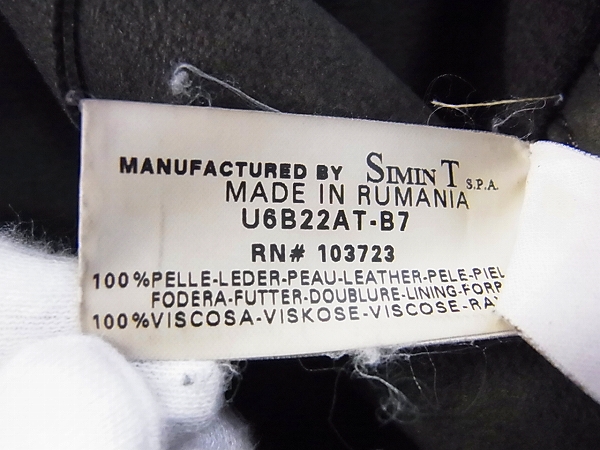 MANUFACTURED BY SIMINT S.P.A.
MADE IN RUMANIA
U6B22AT-B7
RN# 103723
100%PELLE-LEDER-PEAU-LEATHER-PELE-PIEL
FODERA-FUTTER-DOUBLURE-LINING-FORR
100%VISCOSA-VISKOSE-VISCOSE-RA